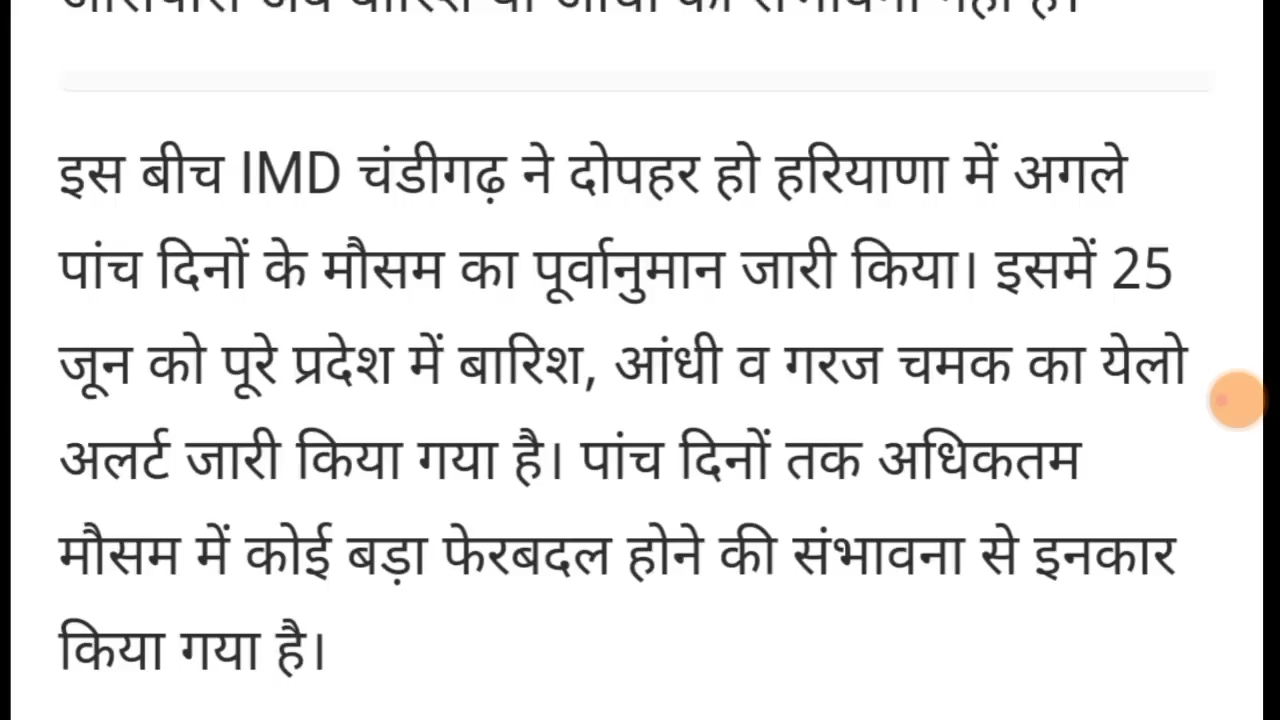 इस बीच IMD चंडीगढ़ ने दोपहर हो हरियाणा में अगले
पांच दिनों के मौसम का पूर्वानुमान जारी किया। इसमें 25
जून को पूरे प्रदेश में बारिश, आंधी व गरज चमक का येलो
अलर्ट जारी किया गया है। पांच दिनों तक अधिकतम
मौसम में कोई बड़ा फेरबदल होने की संभावना से इनकार
किया गया है।